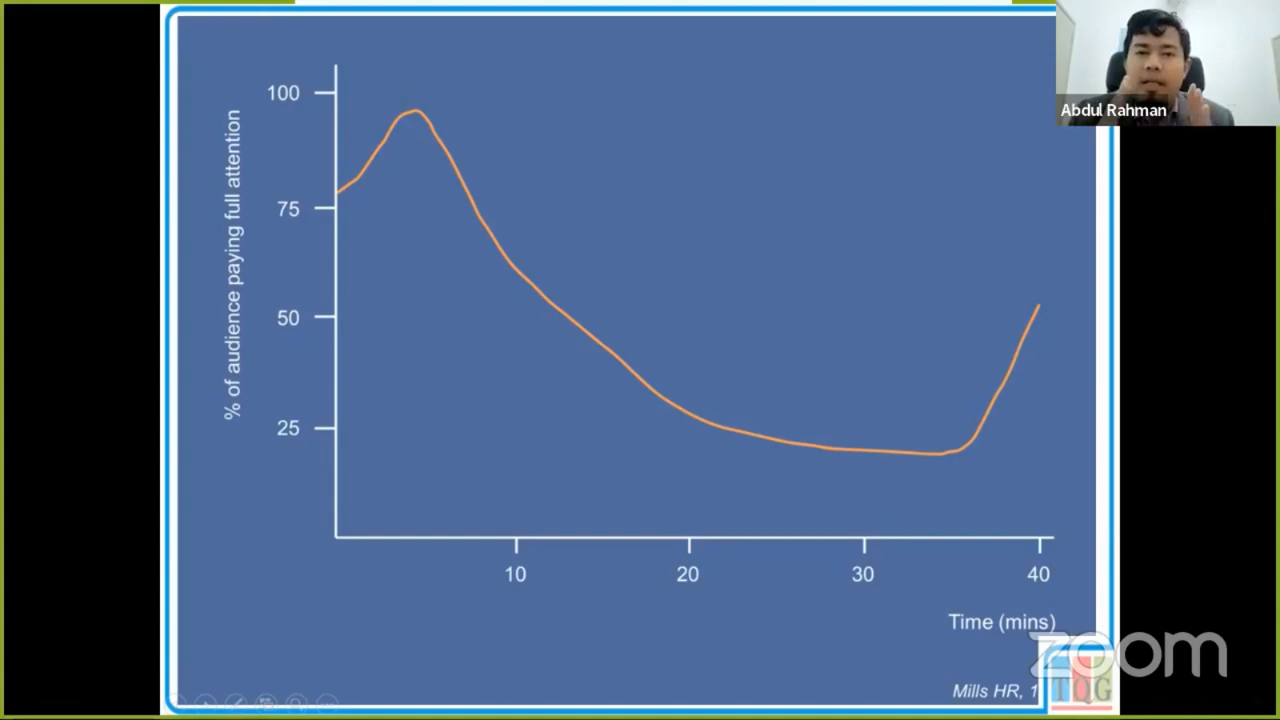 Abdul Rahman
% of audience paying full attention
100
75
50
25
10 20 30 40
Time (mins)
Mills HR, 1
zoom
TQG